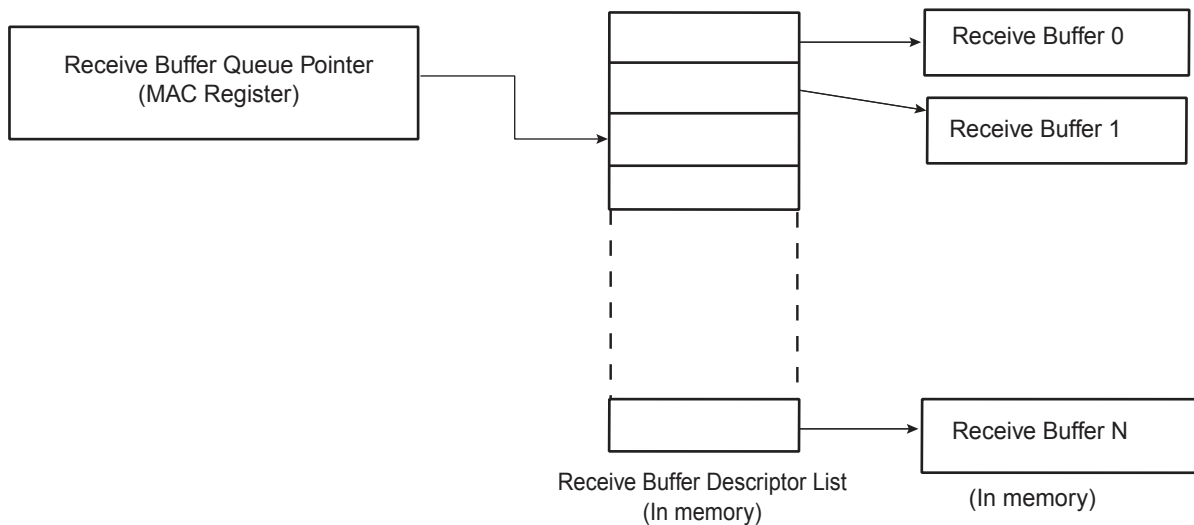 Receive Buffer Queue Pointer
(MAC Register)
Receive Buffer 0
Receive Buffer 1
Receive Buffer N
Receive Buffer Descriptor List
(In memory)
(In memory)